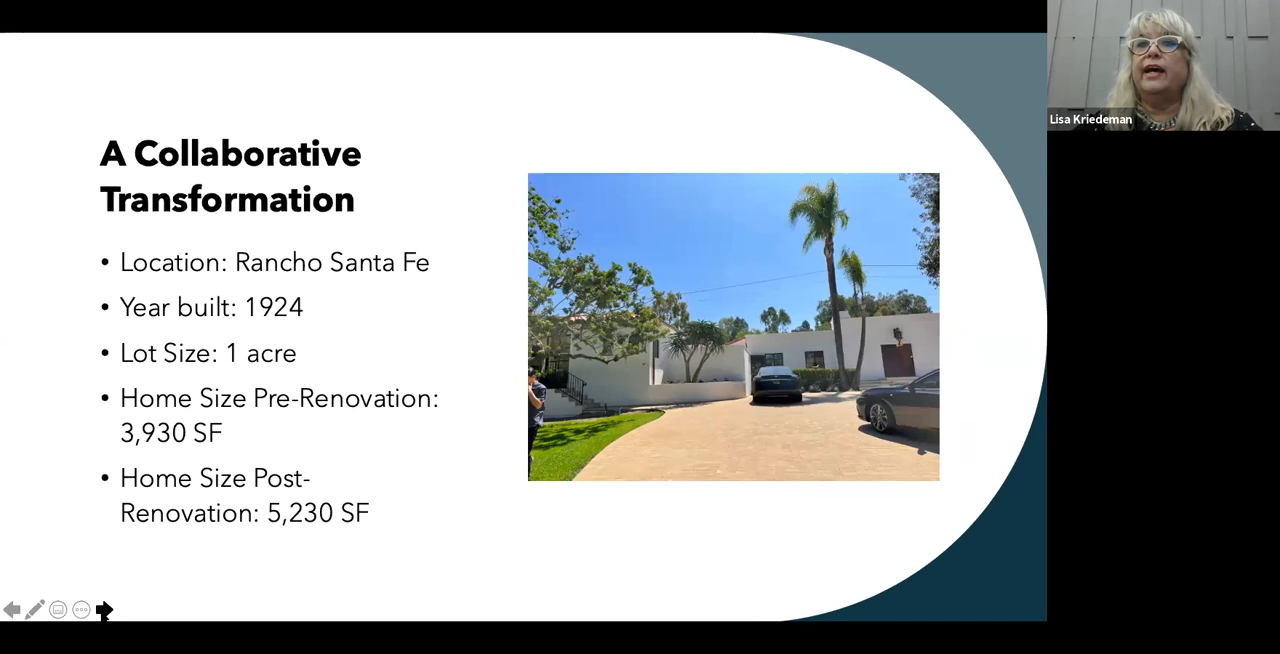 A Collaborative
Transformation
• Location: Rancho Santa Fe
• Year built: 1924
• Lot Size: 1 acre
• Home Size Pre-Renovation:
3,930 SF
• Home Size Post-
Renovation: 5,230 SF
Lisa Kriedeman